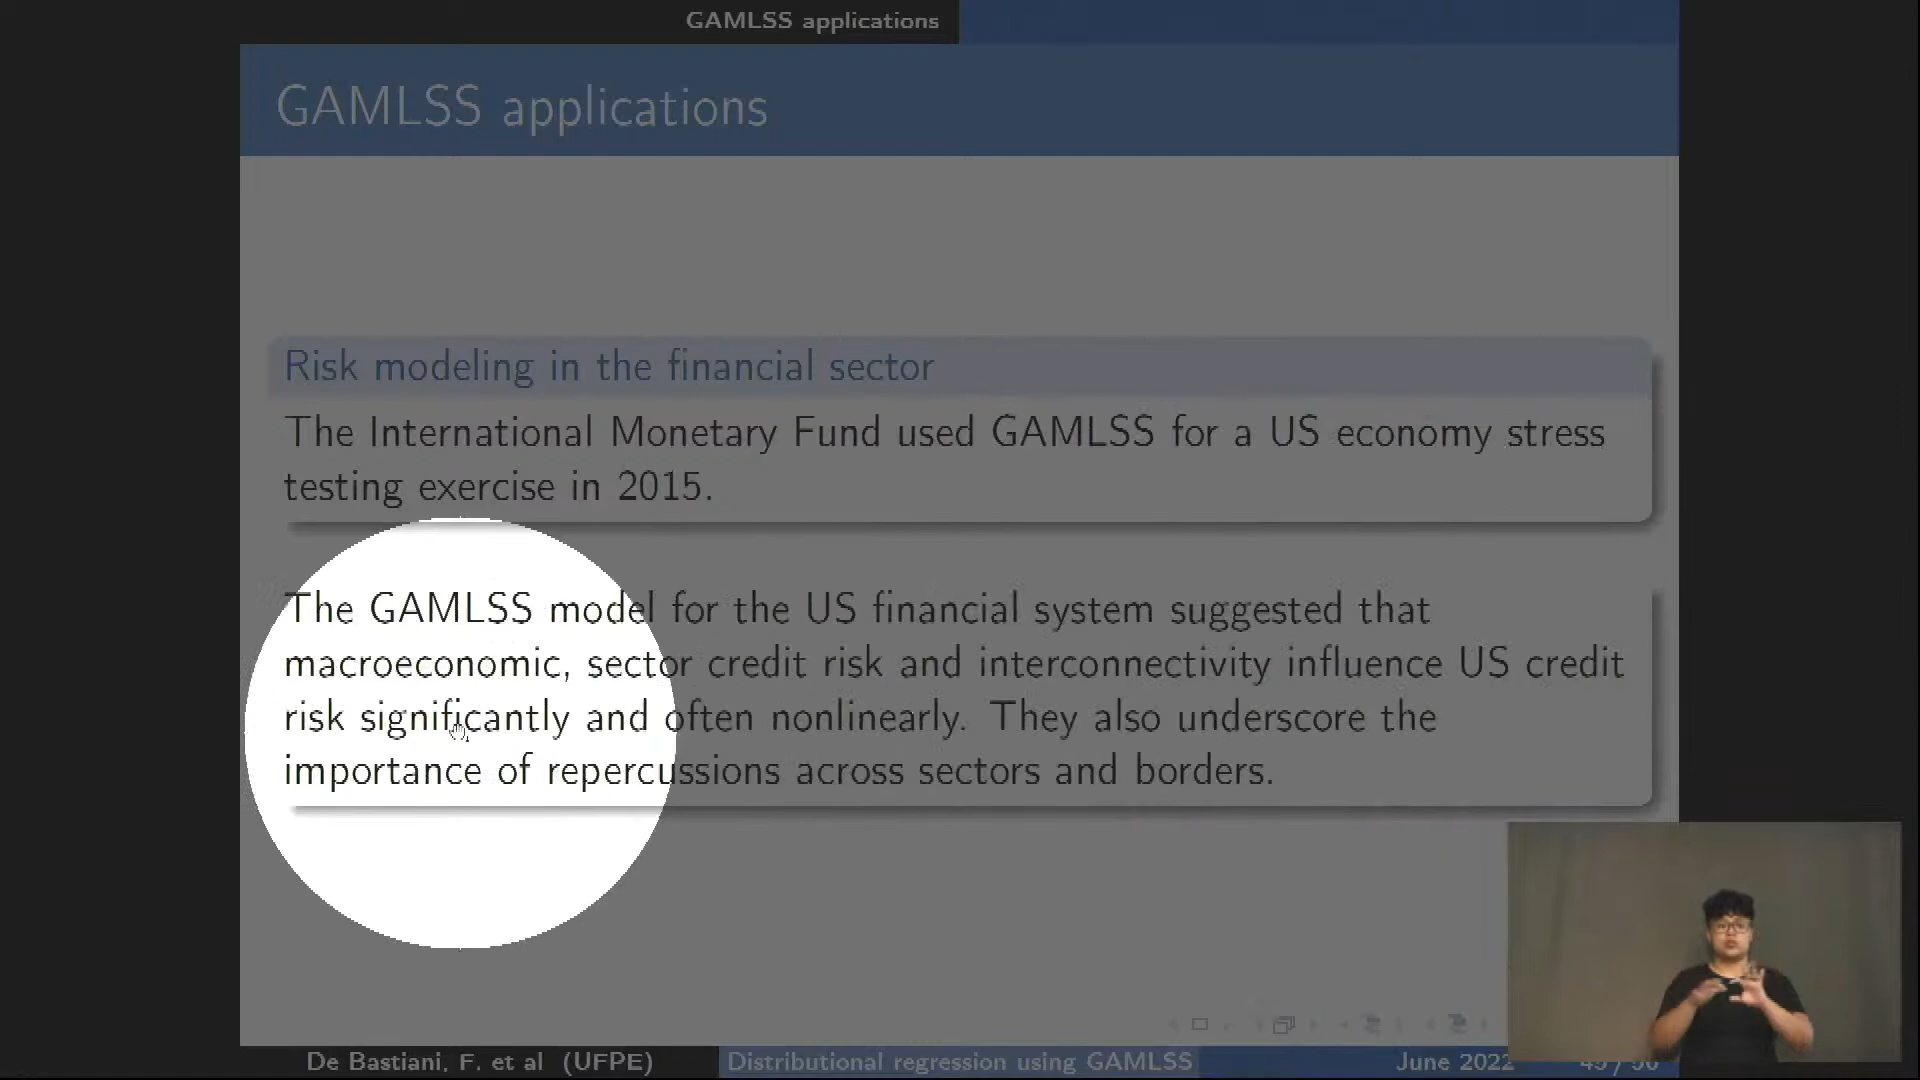 GAMLSS applications
GAMLSS applications
Risk modeling in the financial sector
The International Monetary Fund used GAMLSS for a US economy stress
testing exercise in 2015.
The GAMLSS model for the US financial system suggested that
macroeconomic, sector credit risk and interconnectivity influence US credit
risk significantly and often nonlinearly. They also underscore the
importance of repercussions across sectors and borders.
De Bastiani, F. et al (UFPE) Distributional regression using GAMLSS June 2022